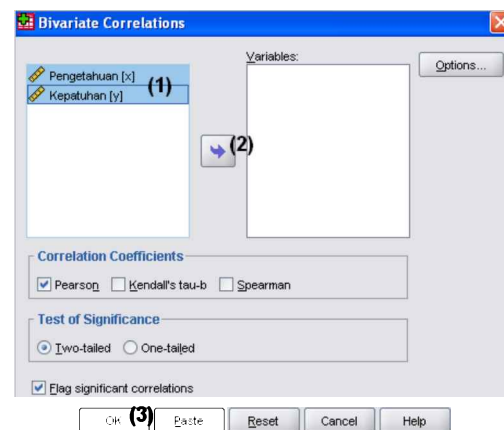 Bivariate Correlations
Variables:
Options...
Pengetahuan [x]
Kepatuhan [y]
(1)
(2)
Correlation Coefficients
Pearson Kendall's tau-b Spearman
Test of Significance
Two-tailed One-tailed
Flag significant correlations
OK (3) Paste Reset Cancel Help